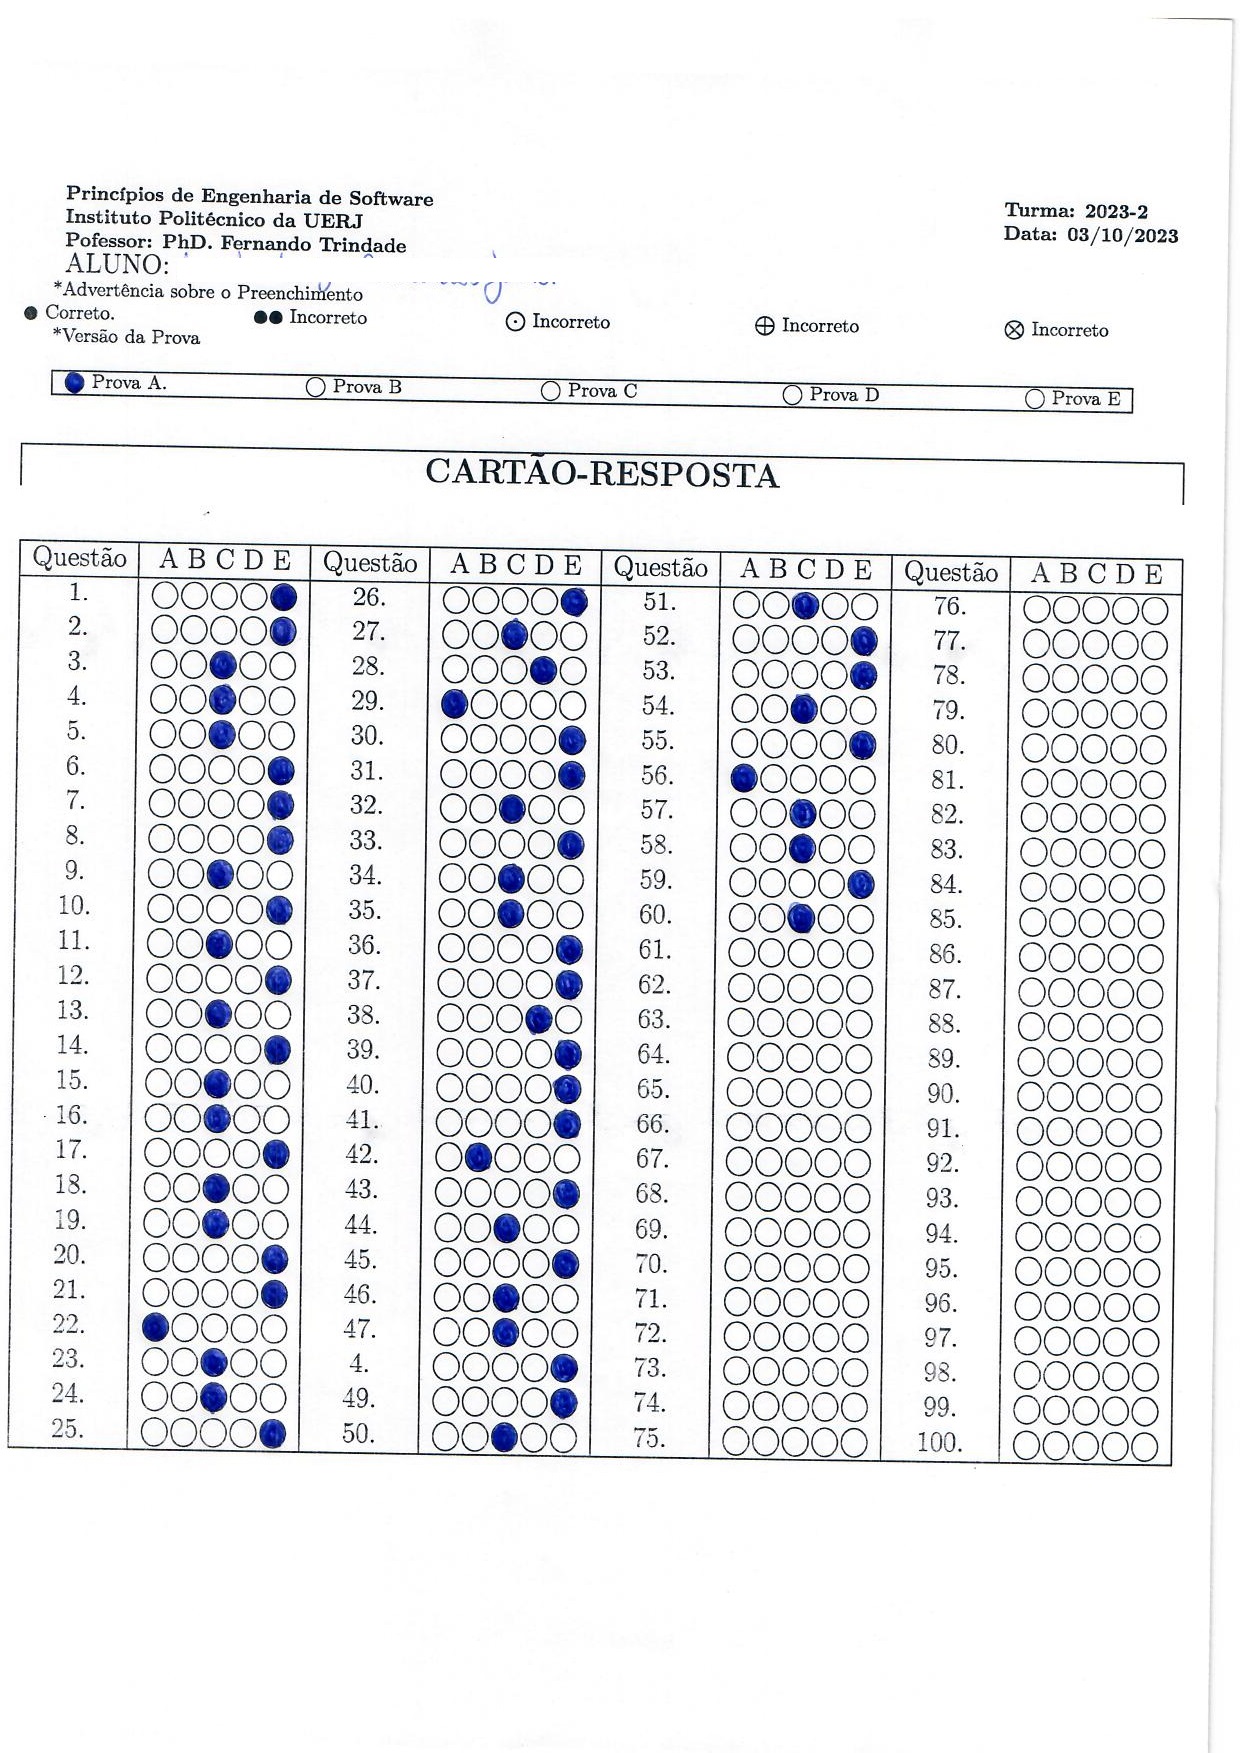 Princípios de Engenharia de Software
Instituto Politécnico da UERJ
Pofessor: PhD. Fernando Trindade
Turma: 2023-2
Data: 03/10/2023
ALUNO:
*Advertência sobre o Preenchimento
Correto. Incorreto Incorreto Incorreto Incorreto
*Versão da Prova
Prova A. Prova B Prova C Prova D Prova E
CARTÃO-RESPOSTA
Questão A B C D E Questão A B C D E Questão A B C D E Questão A B C D E
1. 26. 51. 76.
2. 27. 52. 77.
3. 28. 53. 78.
4. 29. 54. 79.
5. 30. 55. 80.
6. 31. 56. 81.
7. 32. 57. 82.
8. 33. 58. 83.
9. 34. 59. 84.
10. 35. 60. 85.
11. 36. 61. 86.
12. 37. 62. 87.
13. 38. 63. 88.
14. 39. 64. 89.
15. 40. 65. 90.
16. 41. 66. 91.
17. 42. 67. 92.
18. 43. 68. 93.
19. 44. 69. 94.
20. 45. 70. 95.
21. 46. 71. 96.
22. 47. 72. 97.
23. 4. 73. 98.
24. 49. 74. 99.
25. 50. 75. 100.